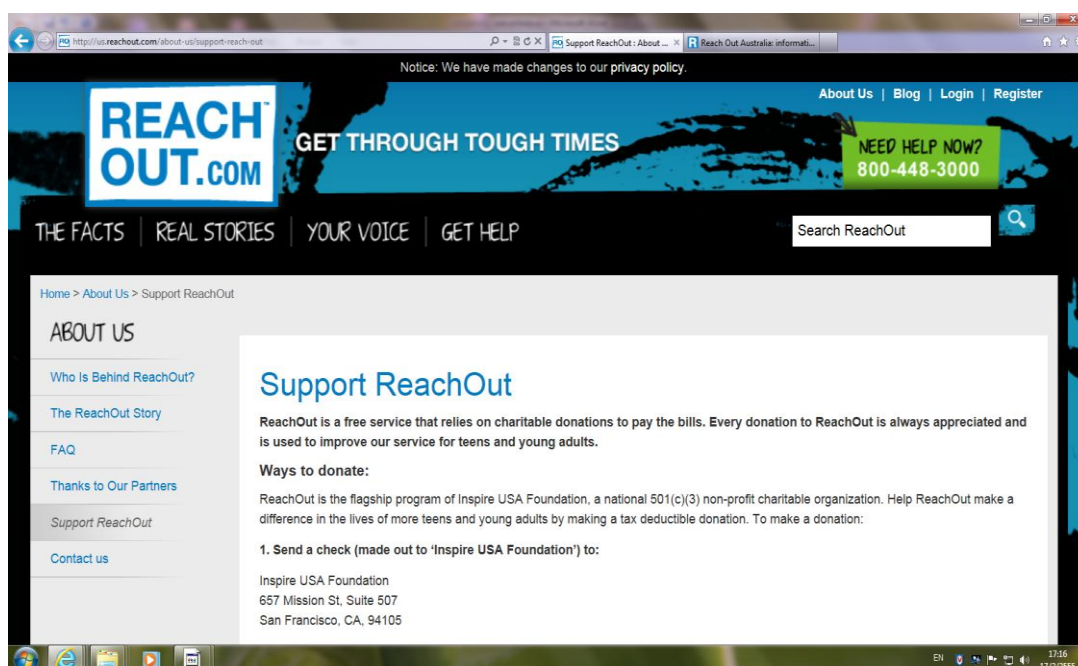 http://us.reachout.com/about-us/support-reach-out
Support ReachOut : About ...
Reach Out Australia: informati...
Notice: We have made changes to our privacy policy.
About Us | Blog | Login | Register
REACH
OUT.COM
GET THROUGH TOUGH TIMES
NEED HELP NOW?
800-448-3000
THE FACTS | REAL STORIES | YOUR VOICE | GET HELP
Search ReachOut
Home > About Us > Support ReachOut
ABOUT US
Who Is Behind ReachOut?
The ReachOut Story
FAQ
Thanks to Our Partners
Support ReachOut
Contact us
Support ReachOut
ReachOut is a free service that relies on charitable donations to pay the bills. Every donation to ReachOut is always appreciated and
is used to improve our service for teens and young adults.
Ways to donate:
ReachOut is the flagship program of Inspire USA Foundation, a national 501(c)(3) non-profit charitable organization. Help ReachOut make a
difference in the lives of more teens and young adults by making a tax deductible donation. To make a donation:
1. Send a check (made out to ‘Inspire USA Foundation’) to:
Inspire USA Foundation
657 Mission St, Suite 507
San Francisco, CA, 94105
EN
17:16